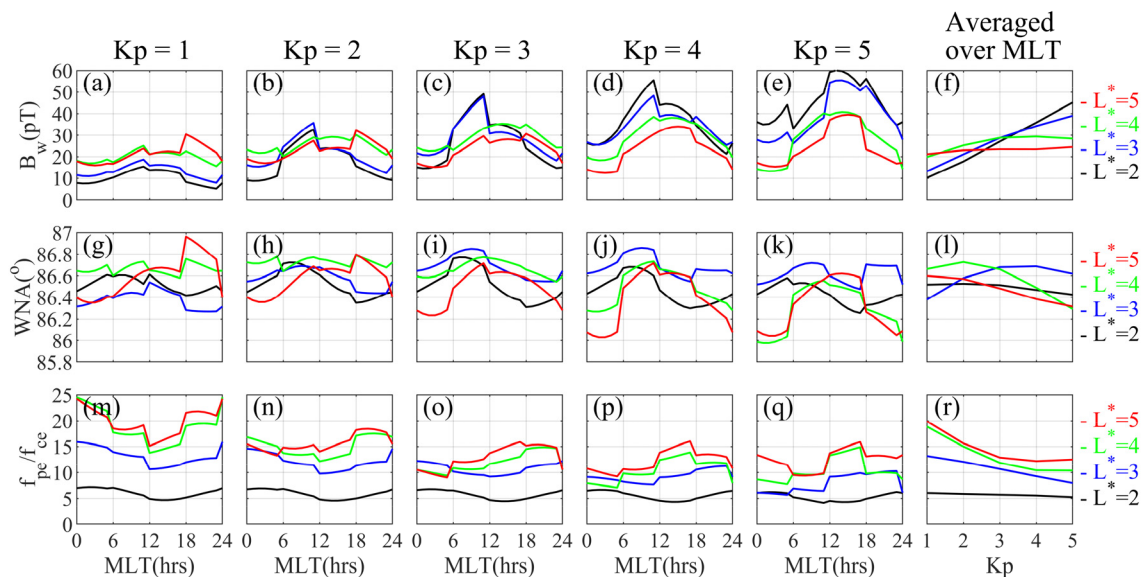 Kp = 1 Kp = 2 Kp = 3 Kp = 4 Kp = 5 Averaged over MLT
B_w(pT)
60
50
40
30
20
10
0
(a) (b) (c) (d) (e) (f)
- L*=5
- L*=4
- L*=3
- L*=2
WNA(°)
87
86.8
86.6
86.4
86.2
86
85.8
(g) (h) (i) (j) (k) (l)
- L*=5
- L*=4
- L*=3
- L*=2
f_pe/f_ce
25
20
15
10
5
0
(m) (n) (o) (p) (q) (r)
- L*=5
- L*=4
- L*=3
- L*=2
0 6 12 18 24 0 6 12 18 24 0 6 12 18 24 0 6 12 18 24 0 6 12 18 24 1 2 3 4 5
MLT(hrs) MLT(hrs) MLT(hrs) MLT(hrs) MLT(hrs) Kp